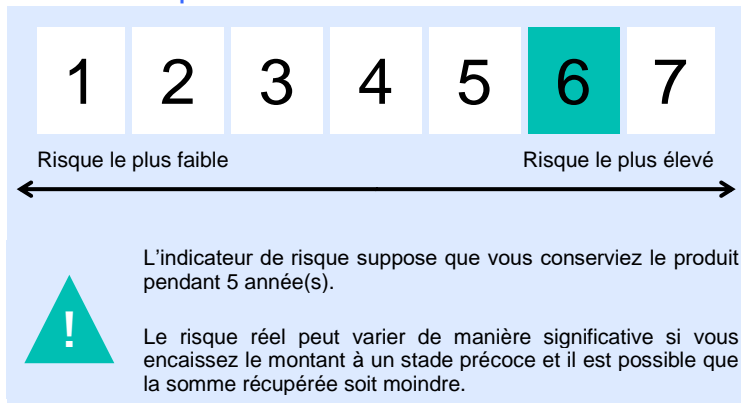 1 2 3 4 5 6 7
Risque le plus faible Risque le plus élevé
L'indicateur de risque suppose que vous conserviez le produit
pendant 5 année(s).
!
Le risque réel peut varier de manière significative si vous
encaissez le montant à un stade précoce et il est possible que
la somme récupérée soit moindre.